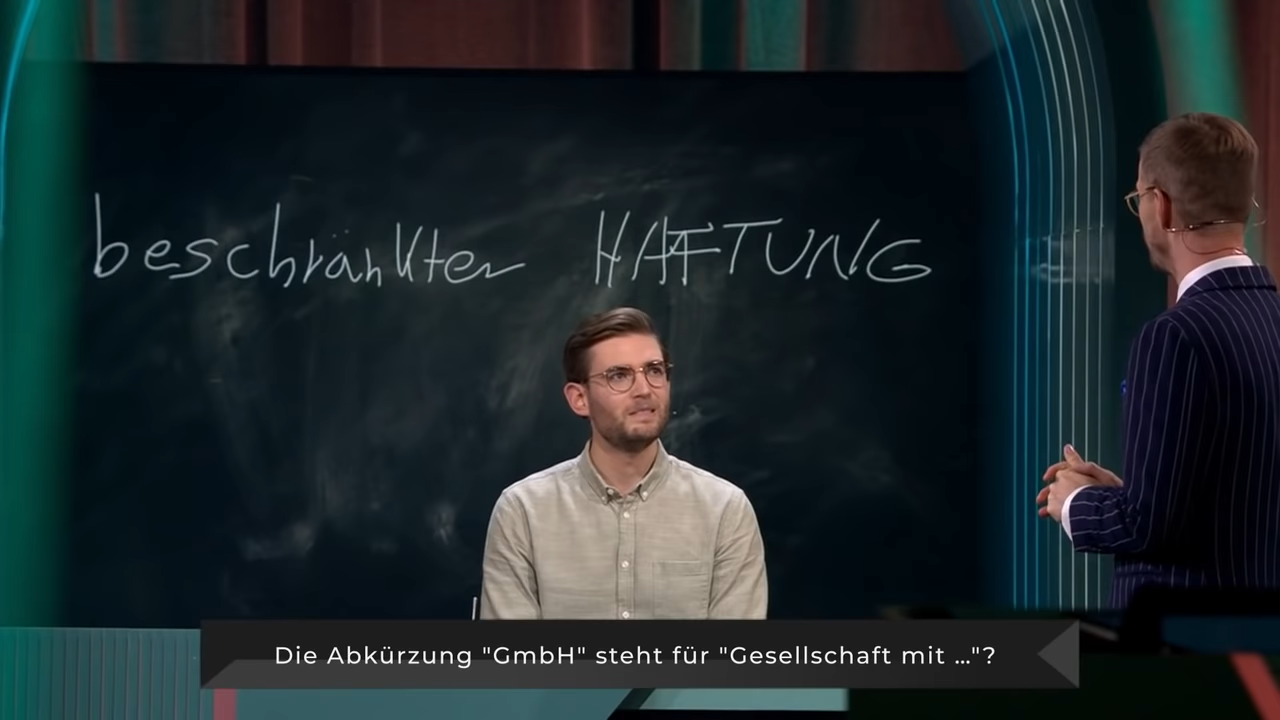 beschränkter HAFTUNG
Die Abkürzung "GmbH" steht für "Gesellschaft mit ..."?